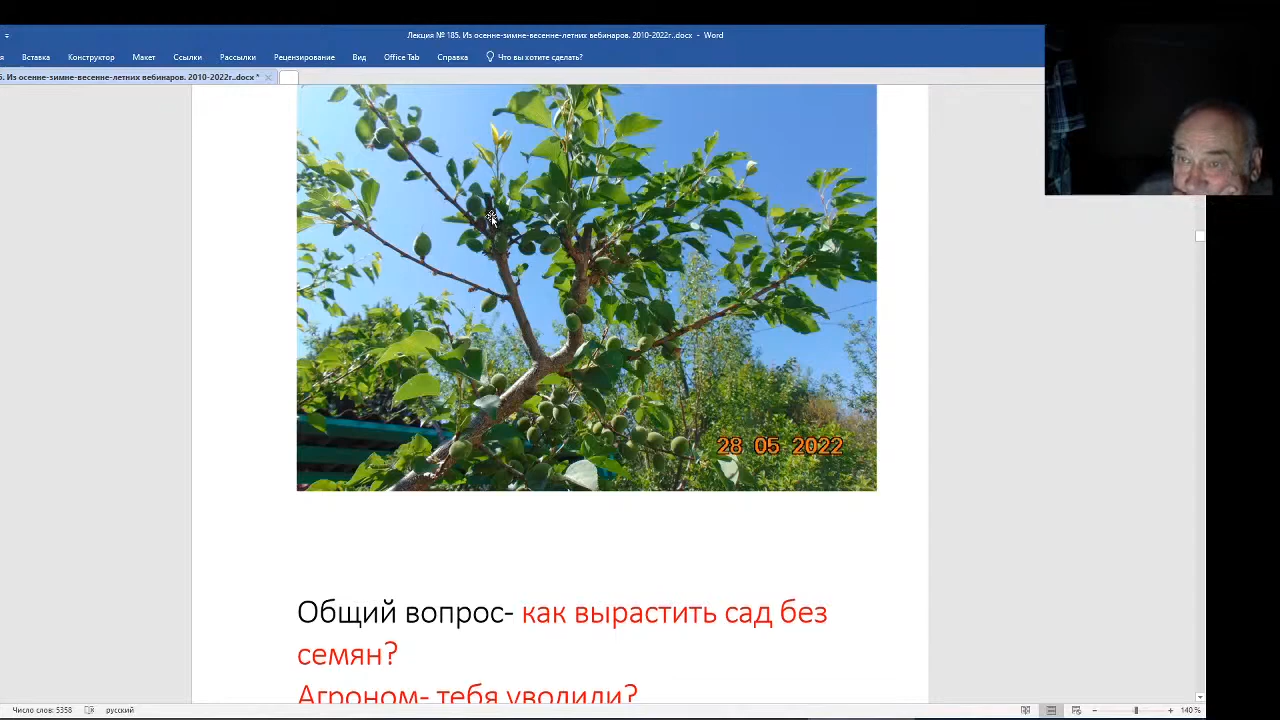 Лекция № 185. Из осенне-зимне-весенне-летних вебинаров. 2010-2022г..docx - Word
Вставка Конструктор Макет Ссылки Рассылки Рецензирование Вид Office Tab Справка Что вы хотите сделать?
5. Из осенне-зимне-весенне-летних вебинаров. 2010-2022г..docx *
28 05 2022
Общий вопрос- как вырастить сад без
семян?
Агроном- тебя уволили?
Число слов: 5358 русский 140 %